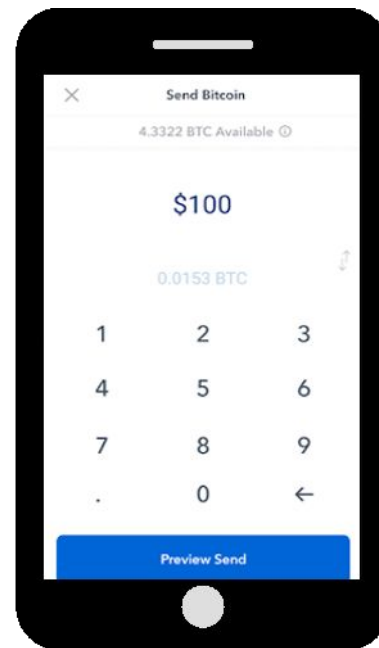 Send Bitcoin
4.3322 BTC Available ⓘ
$100
0.0153 BTC
1 2 3
4 5 6
7 8 9
. 0 ←
Preview Send